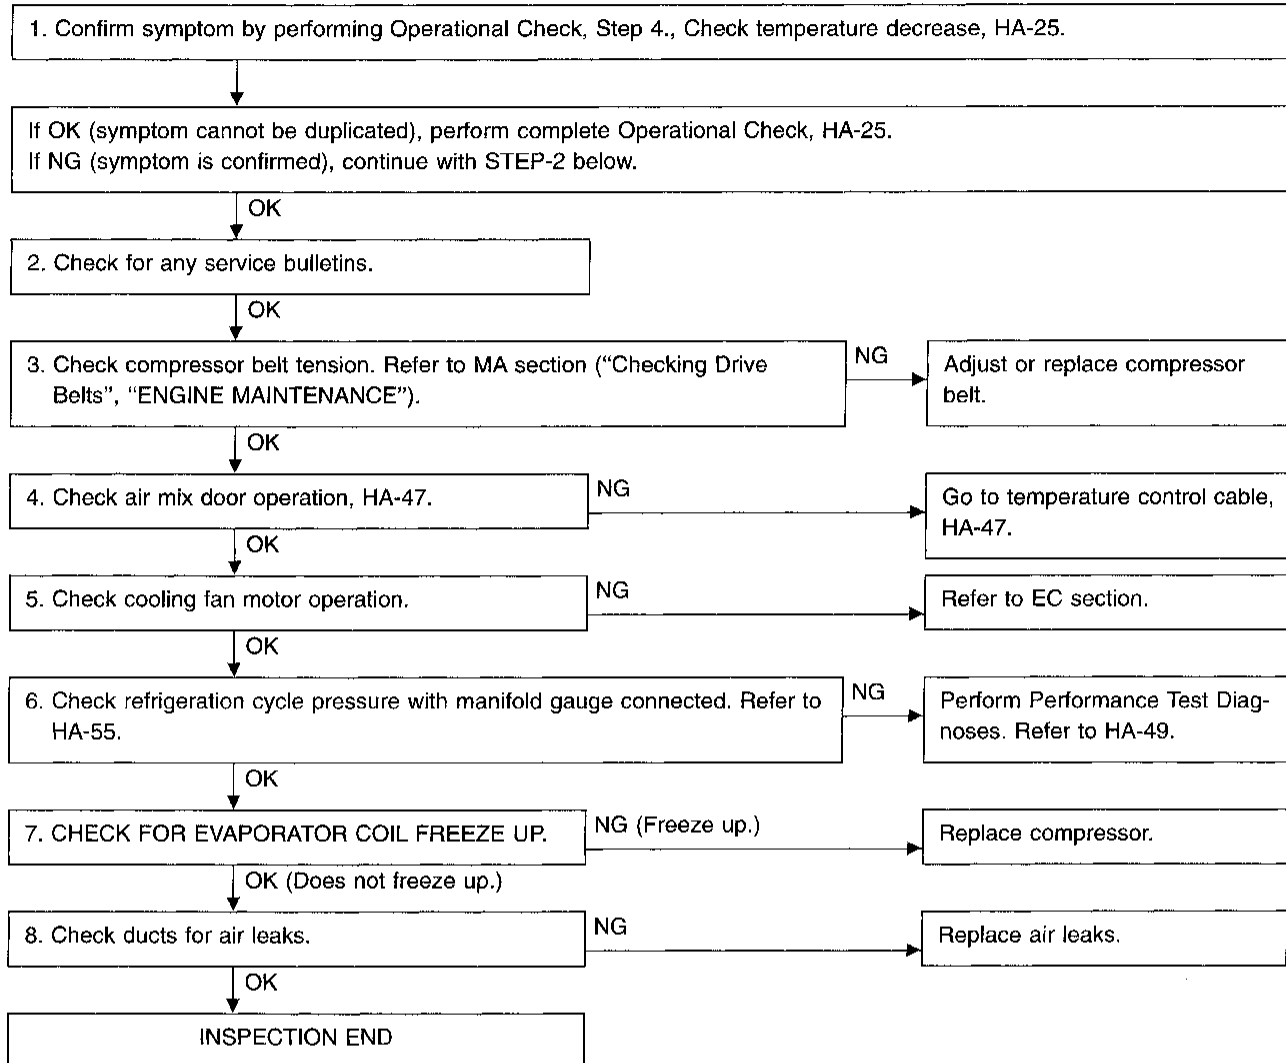 1. Confirm symptom by performing Operational Check, Step 4., Check temperature decrease, HA-25.
If OK (symptom cannot be duplicated), perform complete Operational Check, HA-25.
If NG (symptom is confirmed), continue with STEP-2 below.
OK
2. Check for any service bulletins.
OK
3. Check compressor belt tension. Refer to MA section (“Checking Drive
Belts”, “ENGINE MAINTENANCE”).
NG
Adjust or replace compressor
belt.
OK
4. Check air mix door operation, HA-47.
NG
Go to temperature control cable,
HA-47.
OK
5. Check cooling fan motor operation.
NG
Refer to EC section.
OK
6. Check refrigeration cycle pressure with manifold gauge connected. Refer to
HA-55.
NG
Perform Performance Test Diag-
noses. Refer to HA-49.
OK
7. CHECK FOR EVAPORATOR COIL FREEZE UP.
NG (Freeze up.)
Replace compressor.
OK (Does not freeze up.)
8. Check ducts for air leaks.
NG
Replace air leaks.
OK
INSPECTION END